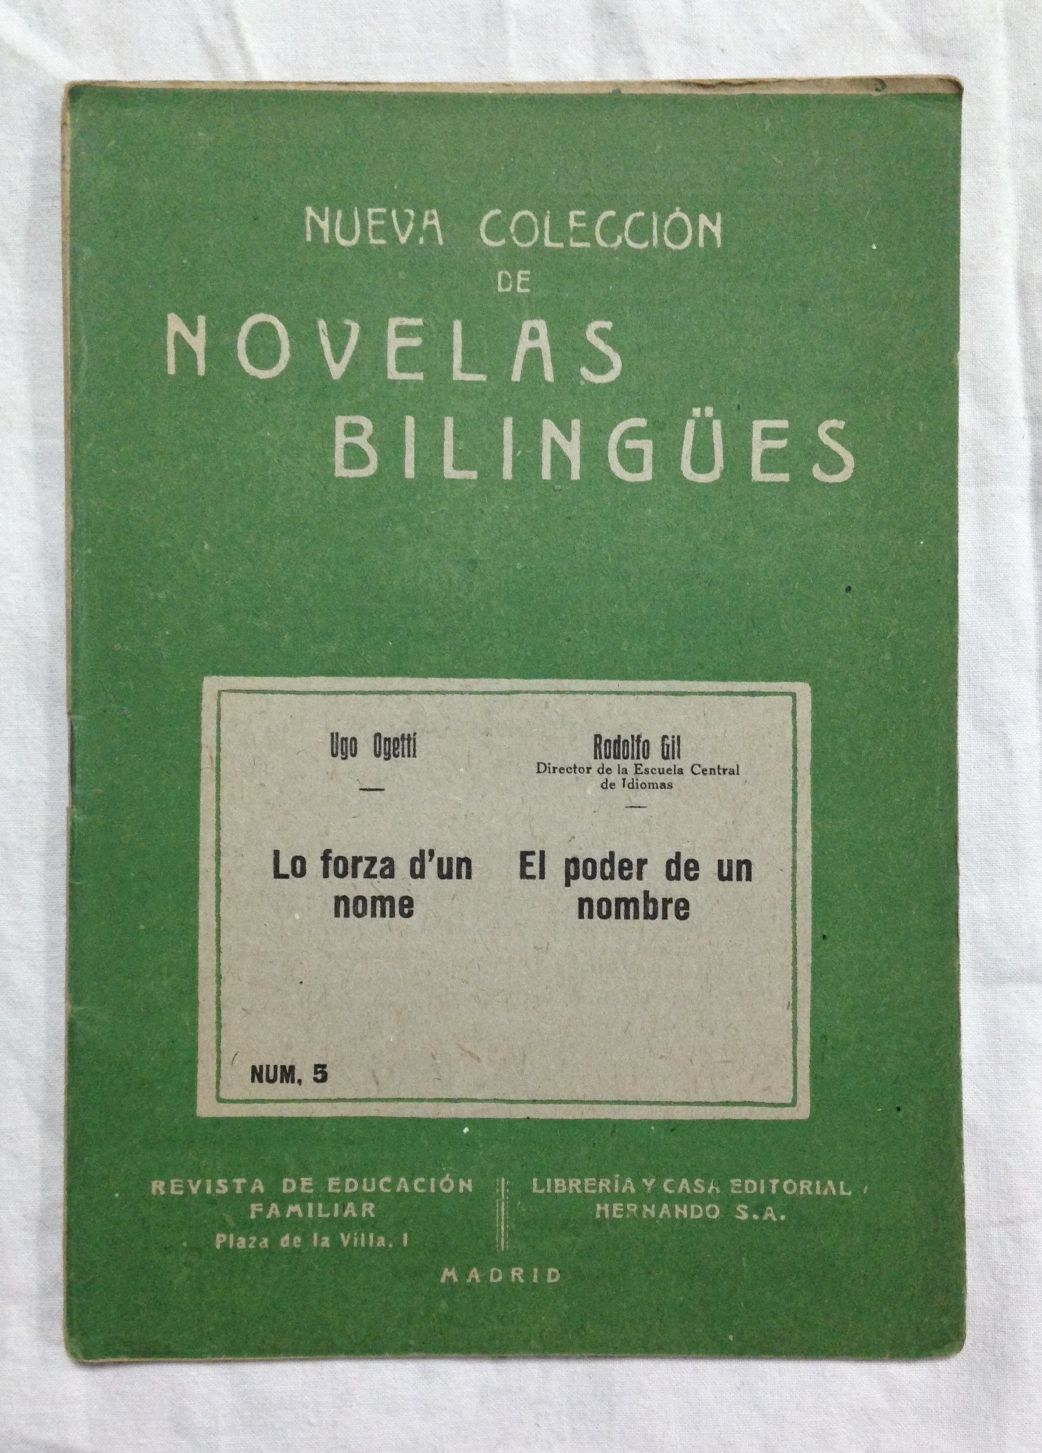 NUEVA COLECCIÓN
DE
NOVELAS
BILINGÜES
Ugo Ogetti
Rodolfo Gil
Director de la Escuela Central
de Idiomas
Lo forza d'un
nome
El poder de un
nombre
NUM. 5
REVISTA DE EDUCACIÓN
FAMILIAR
Plaza de la Villa, 1
LIBRERÍA Y CASA EDITORIAL
HERNANDO S.A.
MADRID